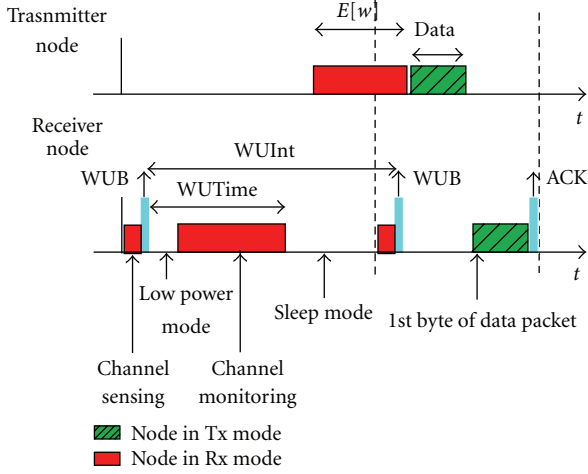 Trasnmitter
node
E[w]
Data
t
Receiver
node
WUInt
WUB
WUTime
WUB
ACK
t
Low power
mode
Sleep mode
1st byte of data packet
Channel
sensing
Channel
monitoring
Node in Tx mode
Node in Rx mode